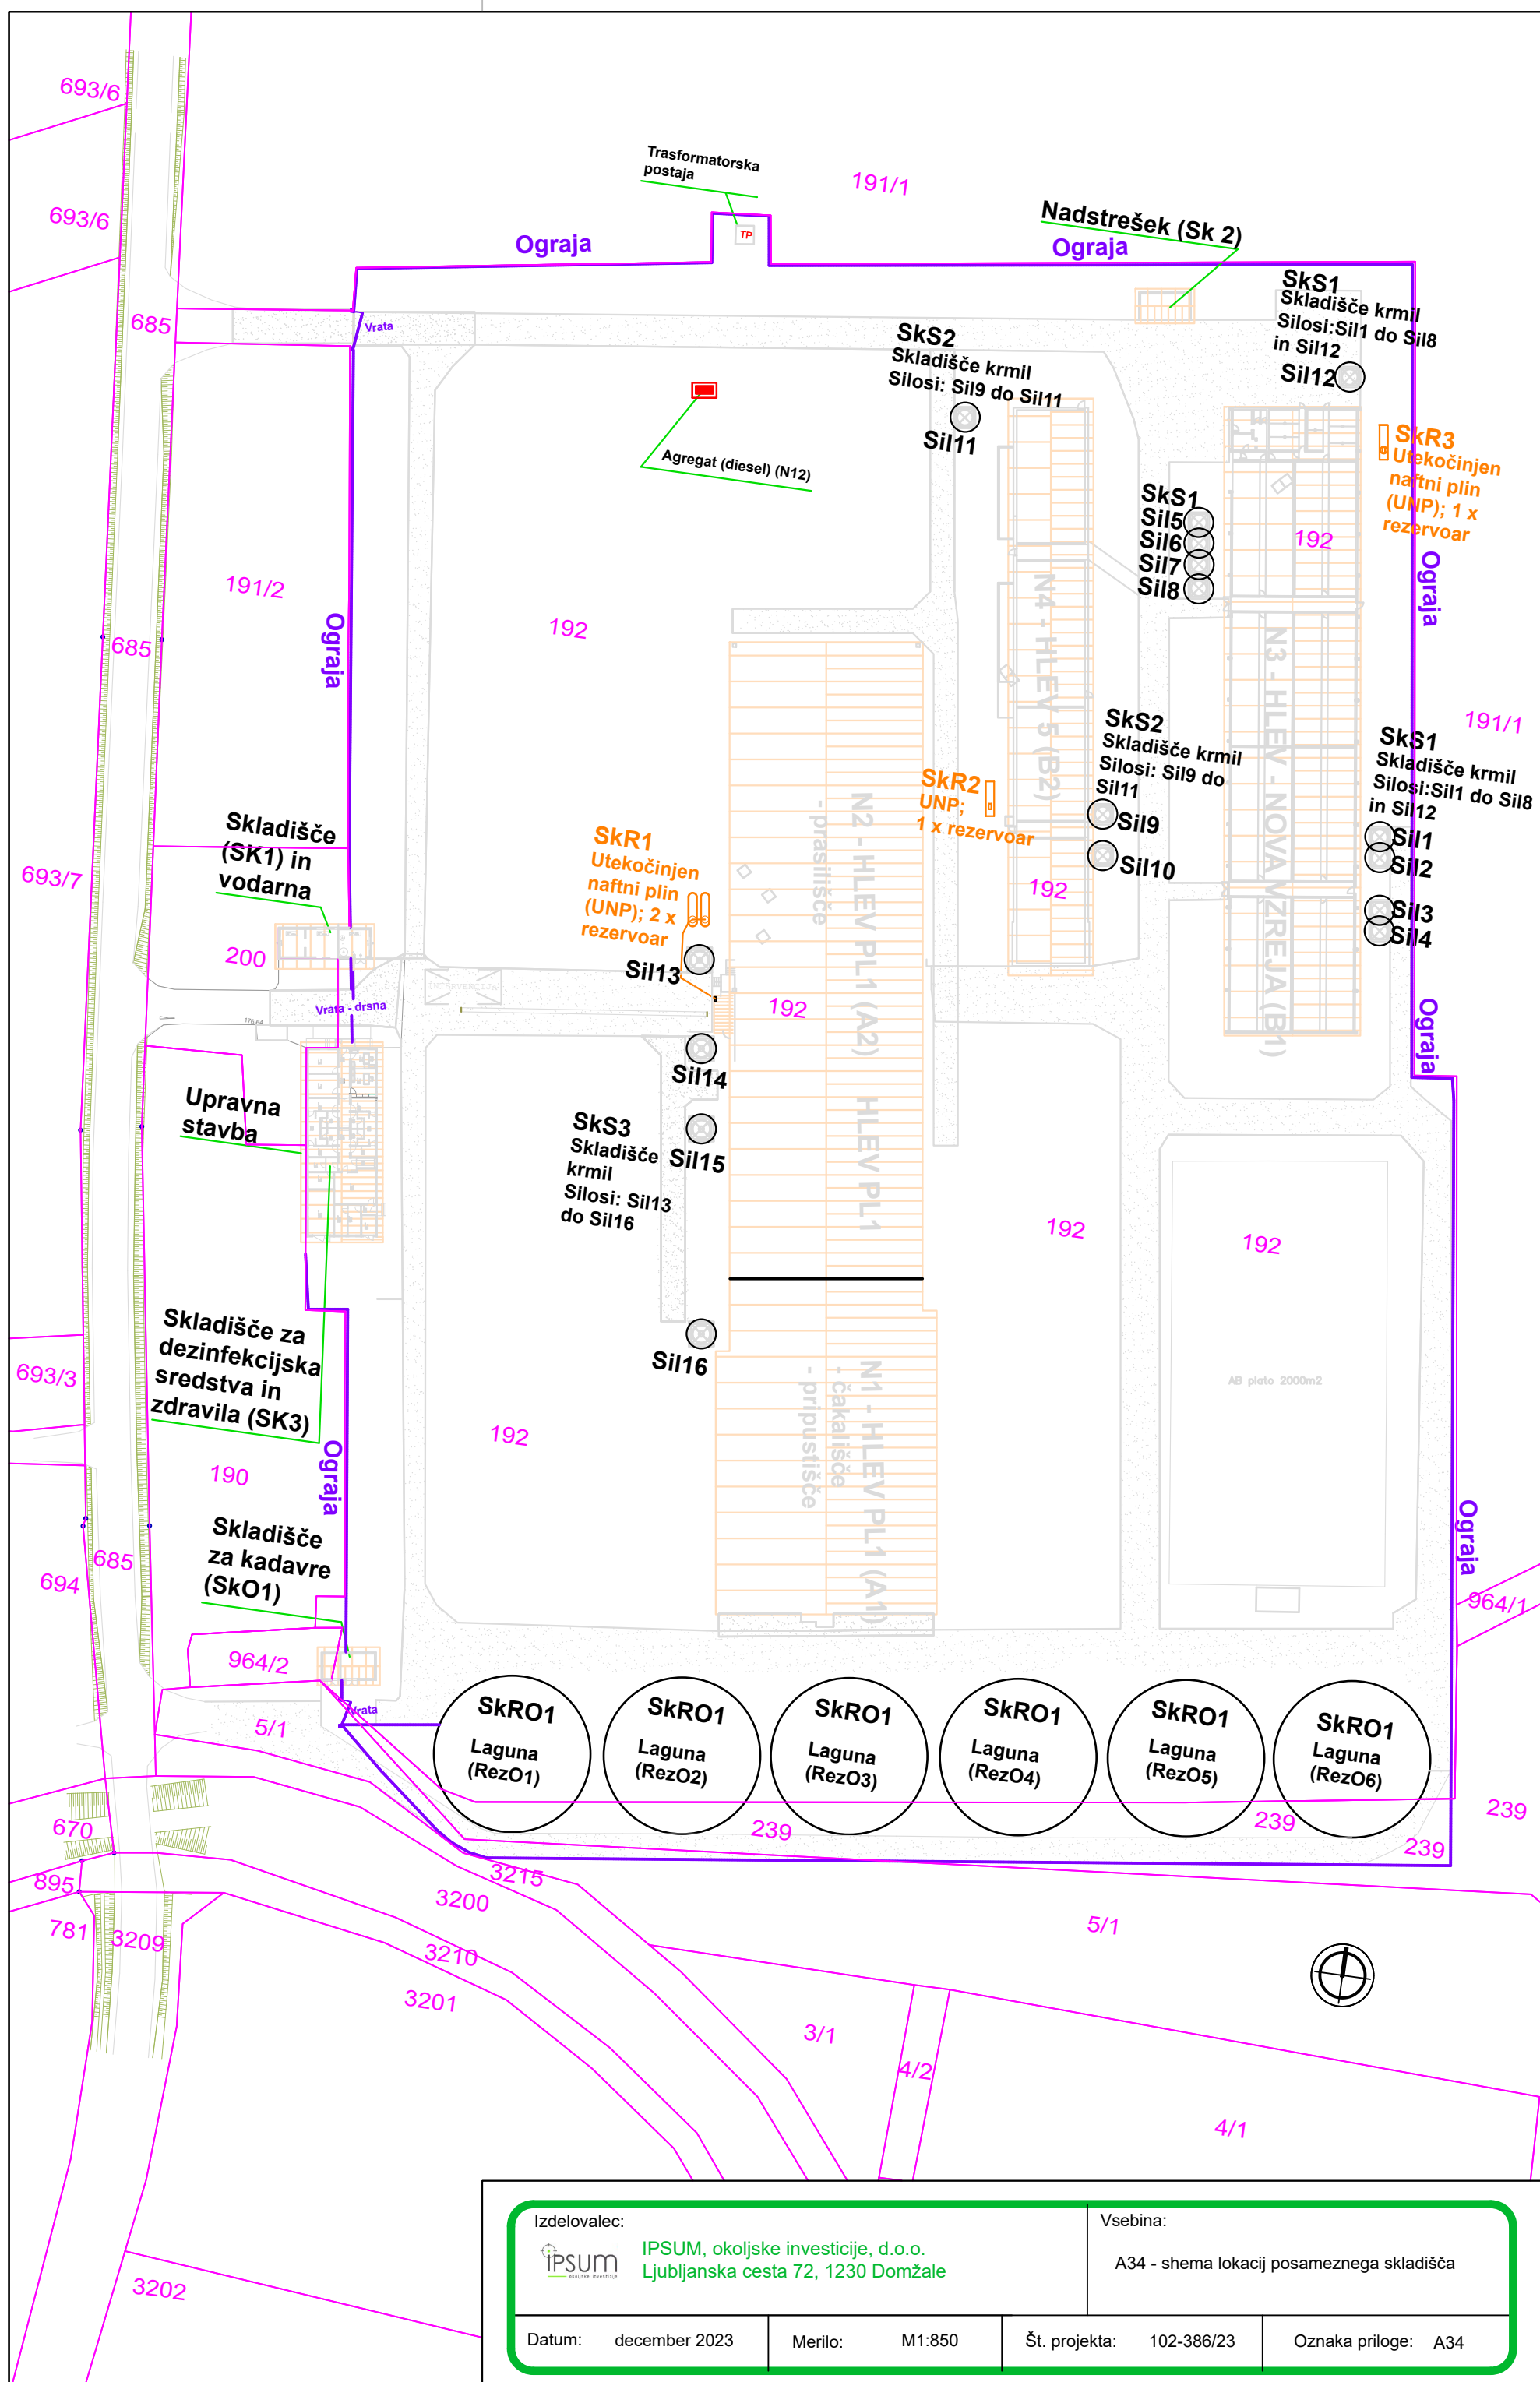 693/6
693/6
685
Trasformatorska
postaja
TP
191/1
Ograja
Nadstrešek (Sk 2)
Ograja
Vrata
SkS1
Skladišče krmil
Silosi:Sil1 do Sil8
in Sil12
Sil12
SkS2
Skladišče krmil
Silosi: Sil9 do Sil11
Sil11
Agregat (diesel) (N12)
SkR3
Utekočinjen
naftni plin
(UNP); 1 x
rezervoar
SkS1
Sil5
Sil6
Sil7
Sil8
192
Ograja
191/2
685
Ograja
192
N4 - HLEV 5 (B2)
N3 - HLEV - NOVA VZREJA (B1)
191/1
SkS2
Skladišče krmil
Silosi: Sil9 do
Sil11
Sil9
Sil10
SkS1
Skladišče krmil
Silosi:Sil1 do Sil8
in Sil12
Sil1
Sil2
Sil3
Sil4
SkR2
UNP;
1 x rezervoar
192
SkR1
Utekočinjen
naftni plin
(UNP); 2 x
rezervoar
N2 - HLEV PL1 (A2)
- prasilišče
HLEV PL1
Skladišče
(SK1) in
vodarna
693/7
200
Vrata - drsna
176.64
Sil13
192
Ograja
Sil14
Upravna
stavba
SkS3
Skladišče
krmil
Silosi: Sil13
do Sil16
Sil15
192
192
Skladišče za
dezinfekcijska
sredstva in
zdravila (SK3)
Sil16
693/3
AB plato 2000m2
N1 - HLEV PL1 (A1)
- čakališče
- pripustišče
192
190
Ograja
Ograja
Skladišče
za kadavre
(SkO1)
685
694
964/1
964/2
Vrata
5/1
SkRO1
Laguna
(RezO1)
SkRO1
Laguna
(RezO2)
SkRO1
Laguna
(RezO3)
SkRO1
Laguna
(RezO4)
SkRO1
Laguna
(RezO5)
SkRO1
Laguna
(RezO6)
239
239
239
239
670
895
781
3209
3215
3200
3210
3201
5/1
3/1
4/2
4/1
3202
Izdelovalec:
ipsum
IPSUM, okoljske investicije, d.o.o.
Ljubljanska cesta 72, 1230 Domžale
Vsebina:
A34 - shema lokacij posameznega skladišča
Datum: december 2023
Merilo: M1:850
Št. projekta: 102-386/23
Oznaka priloge: A34